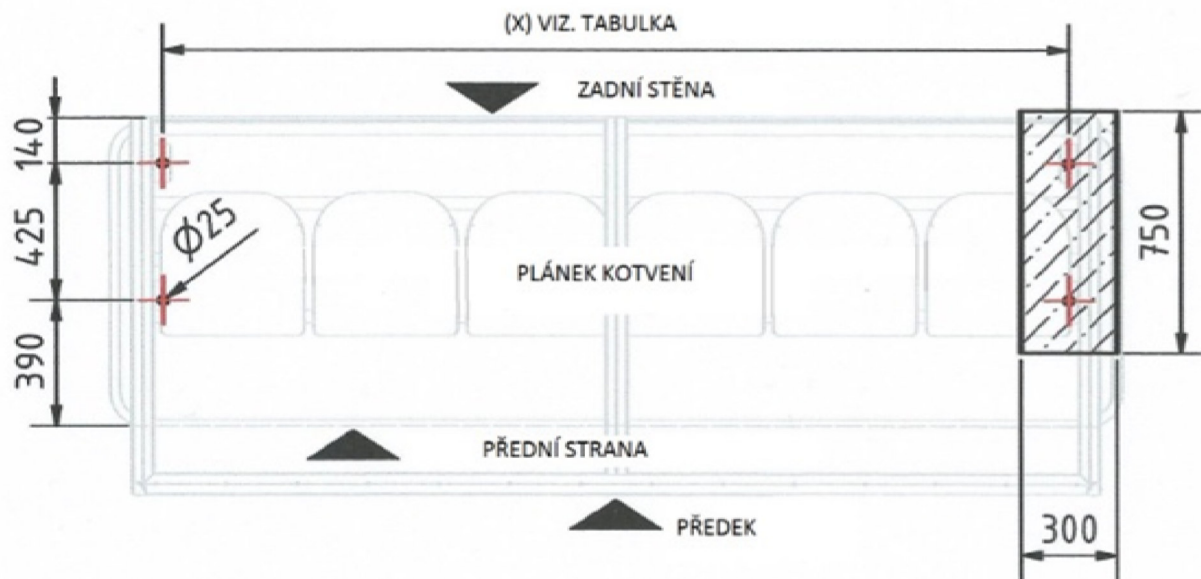 (X) VIZ. TABULKA
ZADNÍ STĚNA
140
425
390
Ø25
PLÁNEK KOTVENÍ
750
PŘEDNÍ STRANA
PŘEDEK
300